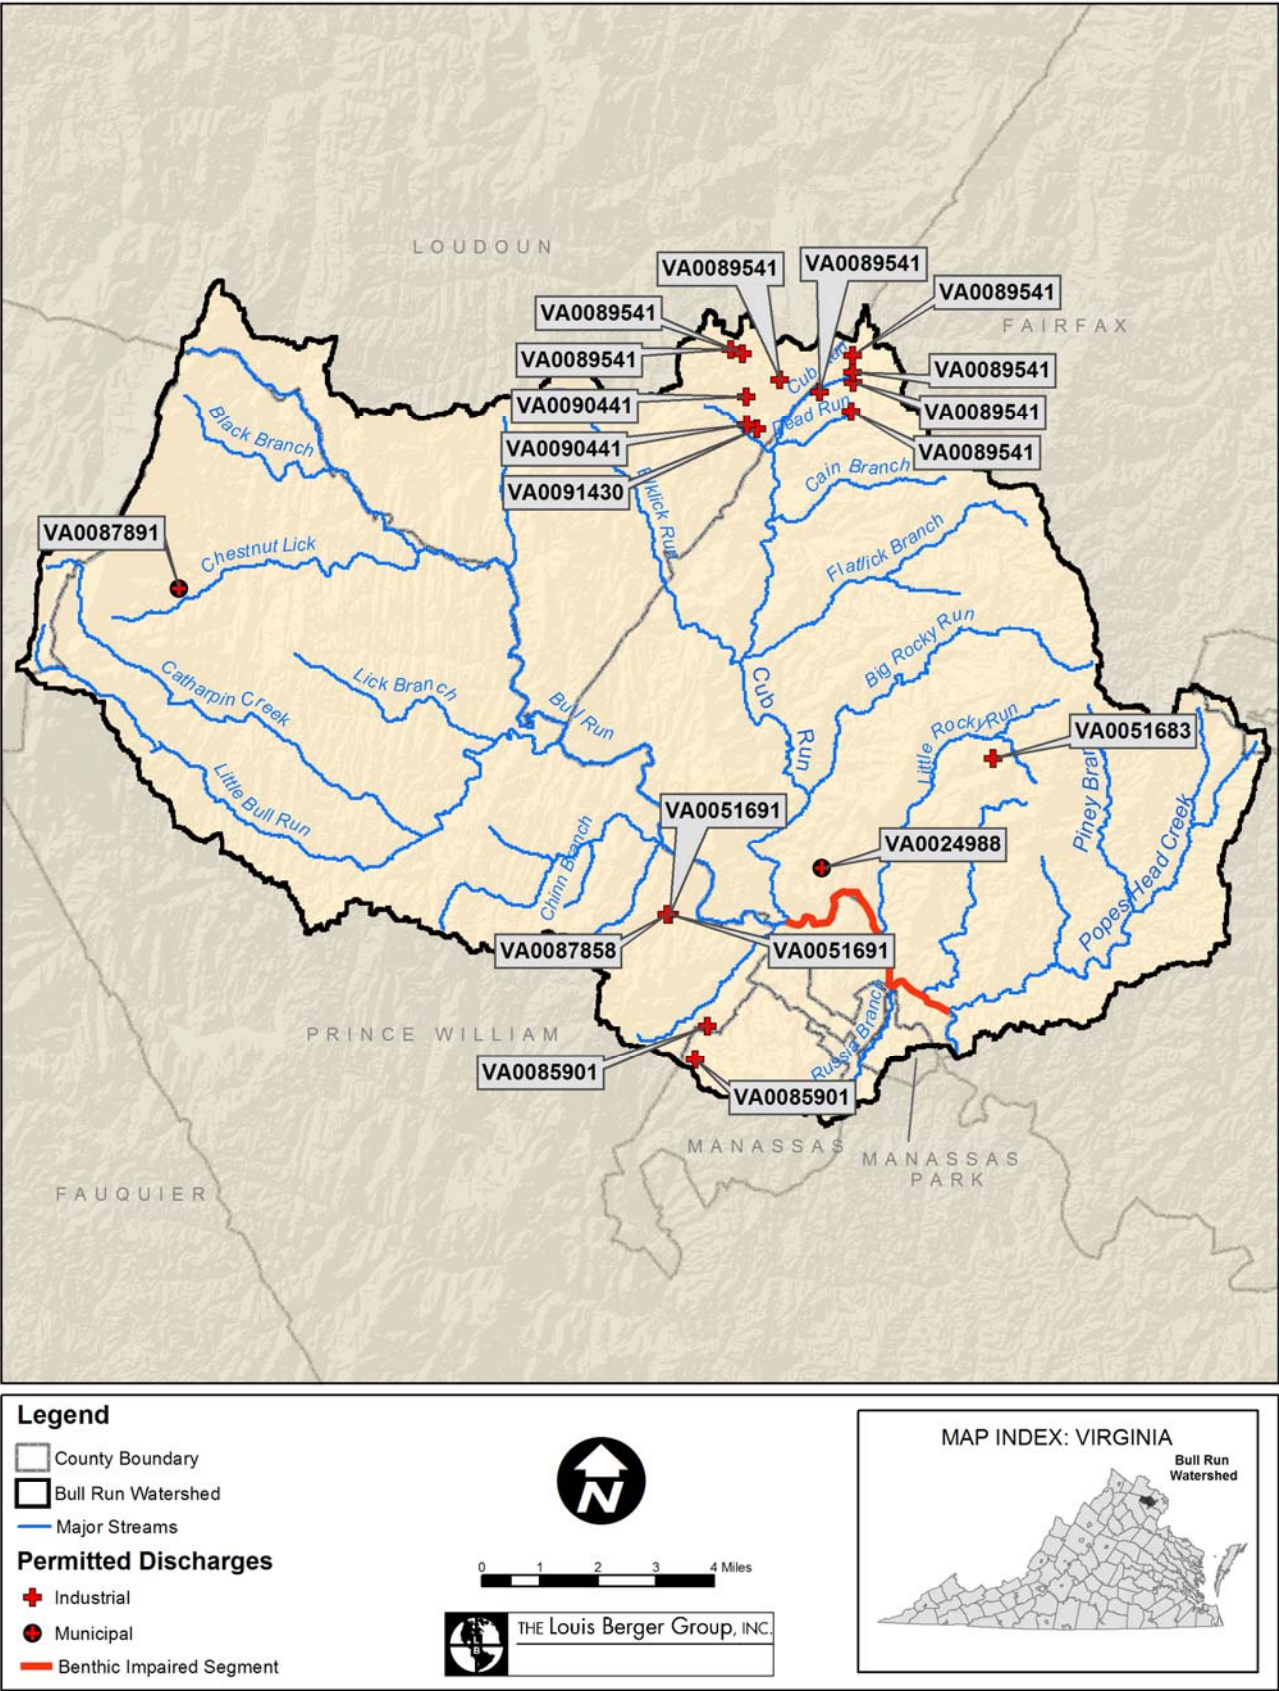 LOUDOUN
VA0089541
VA0089541
VA0089541
VA0089541
FAIRFAX
VA0089541
Cub Run
VA0089541
VA0090441
Dead Run
VA0089541
VA0090441
VA0089541
Black Branch
Cain Branch
VA0091430
Elklick Run
VA0087891
Chestnut Lick
Flatlick Branch
Big Rocky Run
Catharpin Creek
Lick Branch
Bull Run
Cub
Run
Little Rocky Run
VA0051683
Little Bull Run
Piney Bran
VA0051691
Chinn Branch
VA0024988
Popes Head Creek
VA0087858
VA0051691
PRINCE WILLIAM
Russia Branch
VA0085901
VA0085901
MANASSAS
MANASSAS
PARK
FAUQUIER
Legend
County Boundary
Bull Run Watershed
Major Streams
Permitted Discharges
Industrial
Municipal
Benthic Impaired Segment
N
0 1 2 3 4 Miles
L
B
THE Louis Berger Group, INC.
MAP INDEX: VIRGINIA
Bull Run
Watershed